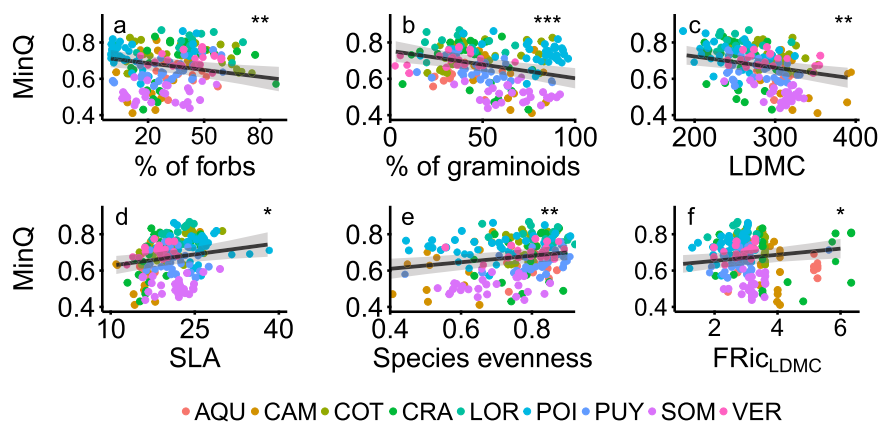 a ** b *** c **
MinQ
0.8 0.8 0.8
0.6 0.6 0.6
0.4 0.4 0.4
20 50 80 0 50 100 200 300 400
% of forbs % of graminoids LDMC
d * e ** f *
MinQ
0.8 0.8 0.8
0.6 0.6 0.6
0.4 0.4 0.4
10 25 40 0.4 0.6 0.8 2 4 6
SLA Species evenness FRicLDMC
AQU CAM COT CRA LOR POI PUY SOM VER